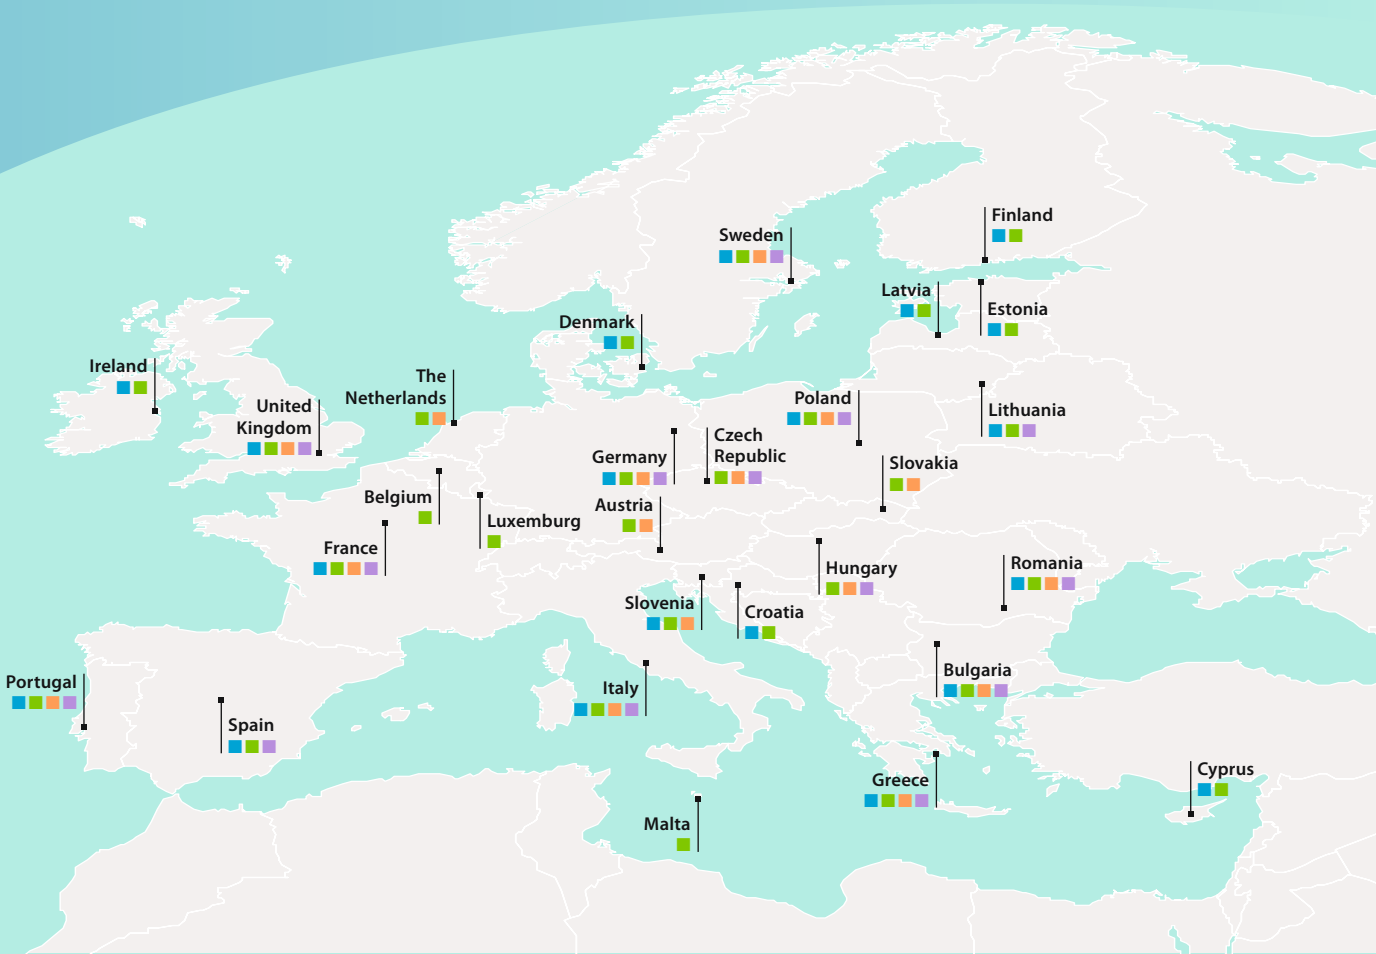 Finland
Sweden
Latvia
Estonia
Denmark
Ireland
The
Netherlands
United
Kingdom
Poland
Lithuania
Czech
Republic
Germany
Slovakia
Belgium
Austria
Luxemburg
France
Hungary
Romania
Slovenia
Croatia
Portugal
Italy
Bulgaria
Spain
Greece
Cyprus
Malta